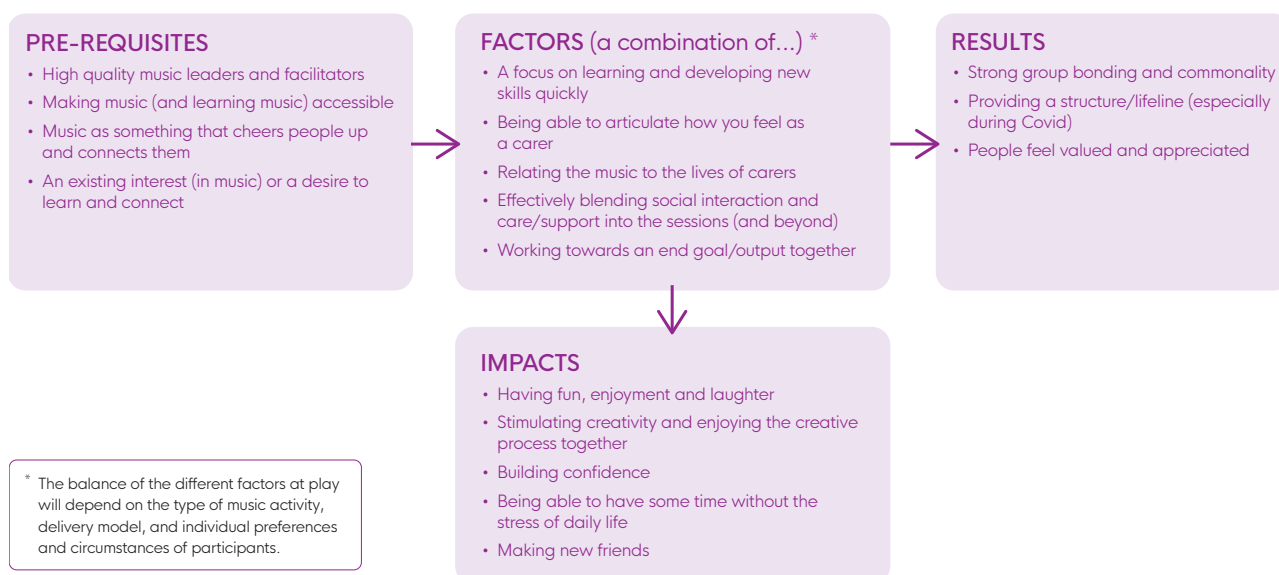 PRE-REQUISITES
• High quality music leaders and facilitators
• Making music (and learning music) accessible
• Music as something that cheers people up
and connects them
• An existing interest (in music) or a desire to
learn and connect
FACTORS (a combination of...) *
• A focus on learning and developing new
skills quickly
• Being able to articulate how you feel as
a carer
• Relating the music to the lives of carers
• Effectively blending social interaction and
care/support into the sessions (and beyond)
• Working towards an end goal/output together
RESULTS
• Strong group bonding and commonality
• Providing a structure/lifeline (especially
during Covid)
• People feel valued and appreciated
IMPACTS
• Having fun, enjoyment and laughter
• Stimulating creativity and enjoying the creative
process together
• Building confidence
• Being able to have some time without the
stress of daily life
• Making new friends
* The balance of the different factors at play
will depend on the type of music activity,
delivery model, and individual preferences
and circumstances of participants.